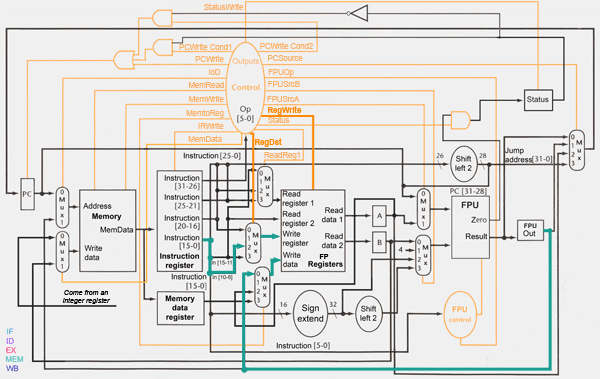 StatusWrite
PCWrite Cond1
PCWrite Cond2
PCWrite
Outputs
PCSource
IoD
FPUOp
MemRead
Control
FPUSrcB
MemWrite
FPUSrcA
MemtoReg
Op
[5-0]
RegWrite
Status
IRWrite
Status
MemData
RegDst
ReadReg1
Instruction [25-0]
26
Shift
left 2
28
Jump
address[31-0]
PC [31-28]
PC
0
M
u
x
1
Address
Memory
MemData
Write
data
0
M
u
x
1
Instruction
[31-26]
Instruction
[25-21]
Instruction
[20-16]
Instruction
[15-0]
Instruction
register
Instruction
[15-0]
Memory
data
register
in [15-11]
in [10-6]
0
1
2
3
M
u
x
0
1
2
3
M
u
x
0
1
2
3
M
u
x
Read
register 1
Read
register 2
Write
register
Write
data
Read
data 1
Read
data 2
FP
Registers
A
B
4
0
1
M
u
x
0
1
2
3
M
u
x
FPU
Zero
Result
FPU
Out
0
1
2
3
M
u
x
16
Sign
extend
32
Shift
left 2
FPU
control
Instruction [5-0]
Come from an
Integer register
IF
ID
EX
MEM
WB